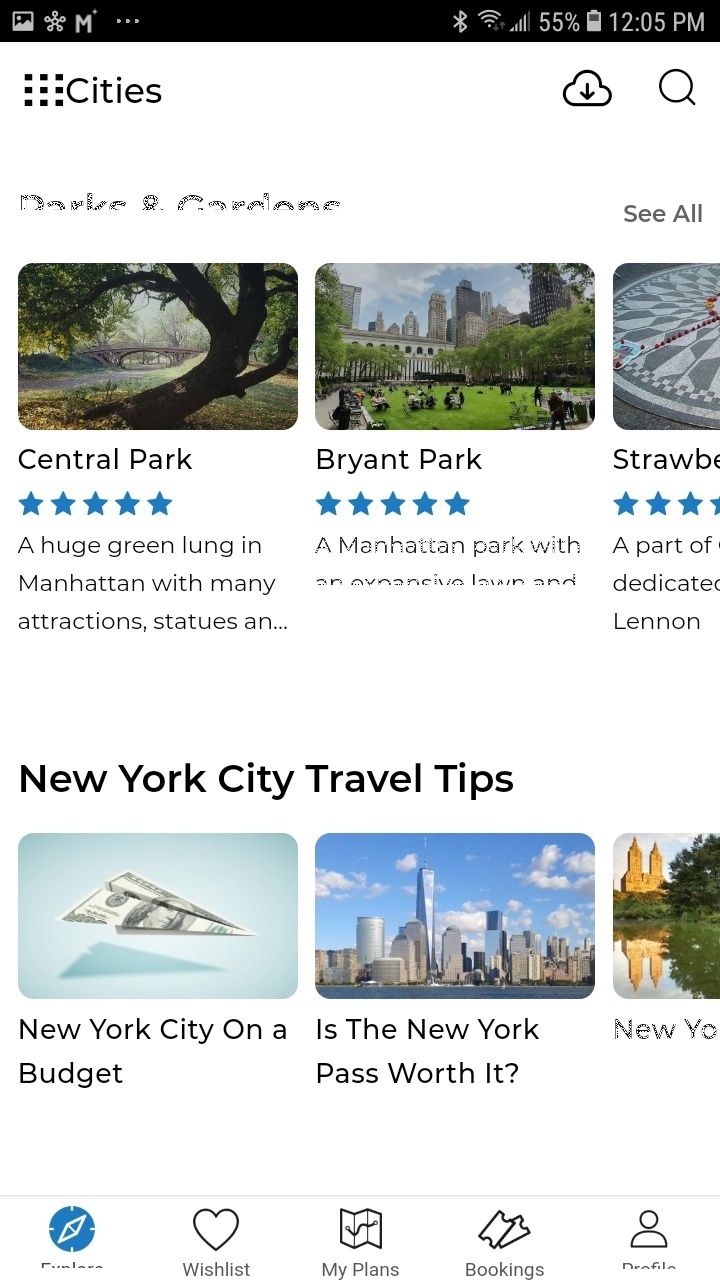 55% 12:05 PM
Cities
Parks & Gardens
See All
Central Park
Bryant Park
Strawbe
A huge green lung in
Manhattan with many
attractions, statues an...
A Manhattan park with
an expansive lawn and
A part of
dedicated
Lennon
New York City Travel Tips
New York City On a
Budget
Is The New York
Pass Worth It?
New Yo
Explore
Wishlist
My Plans
Bookings
Profile